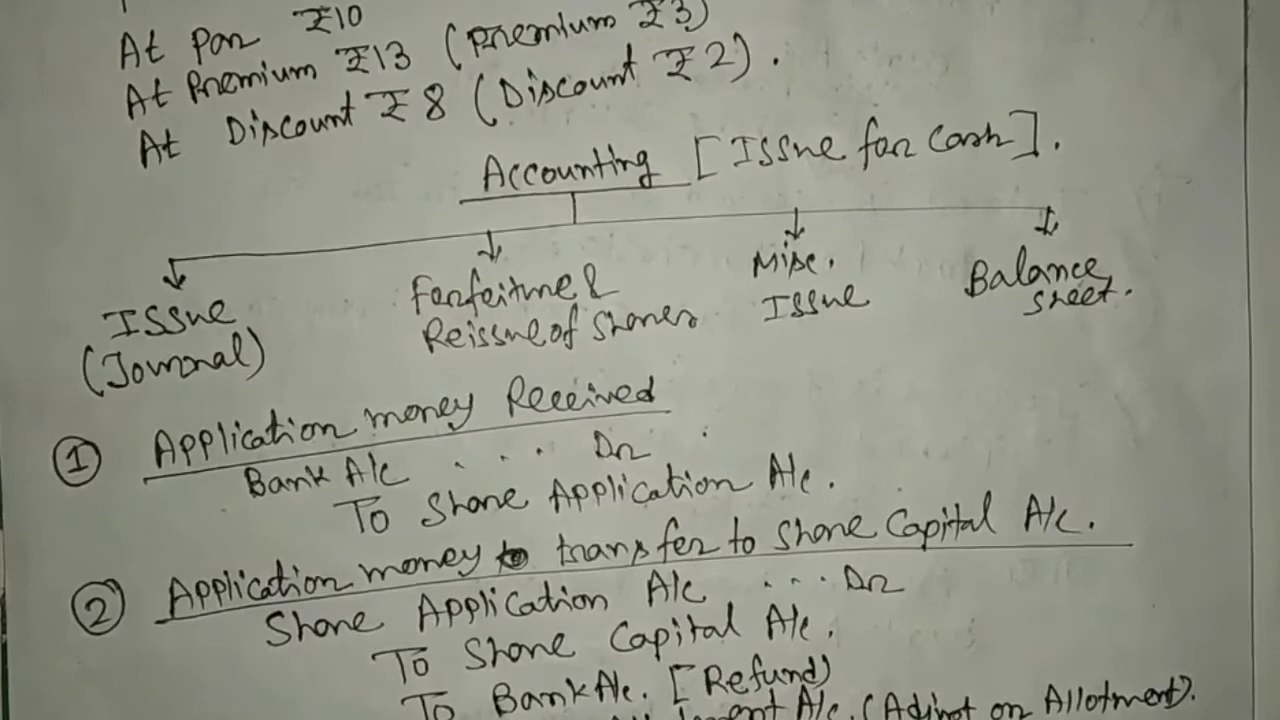 At par ₹10
At Premium ₹13 (Premium ₹3)
At Discount ₹8 (Discount ₹2).
Accounting [Issue for Cash].
Issue (Journal)
Forfeiture & Reissue of Shares
Misc. Issue
Balance Sheet.
① Application money Received
Bank A/c . . . Dr
To Share Application A/c.
② Application money transfer to Share Capital A/c.
Share Application A/c ... Dr
To Share Capital A/c.
To Bank A/c. [Refund)
A/c. (Adjust on Allotment).